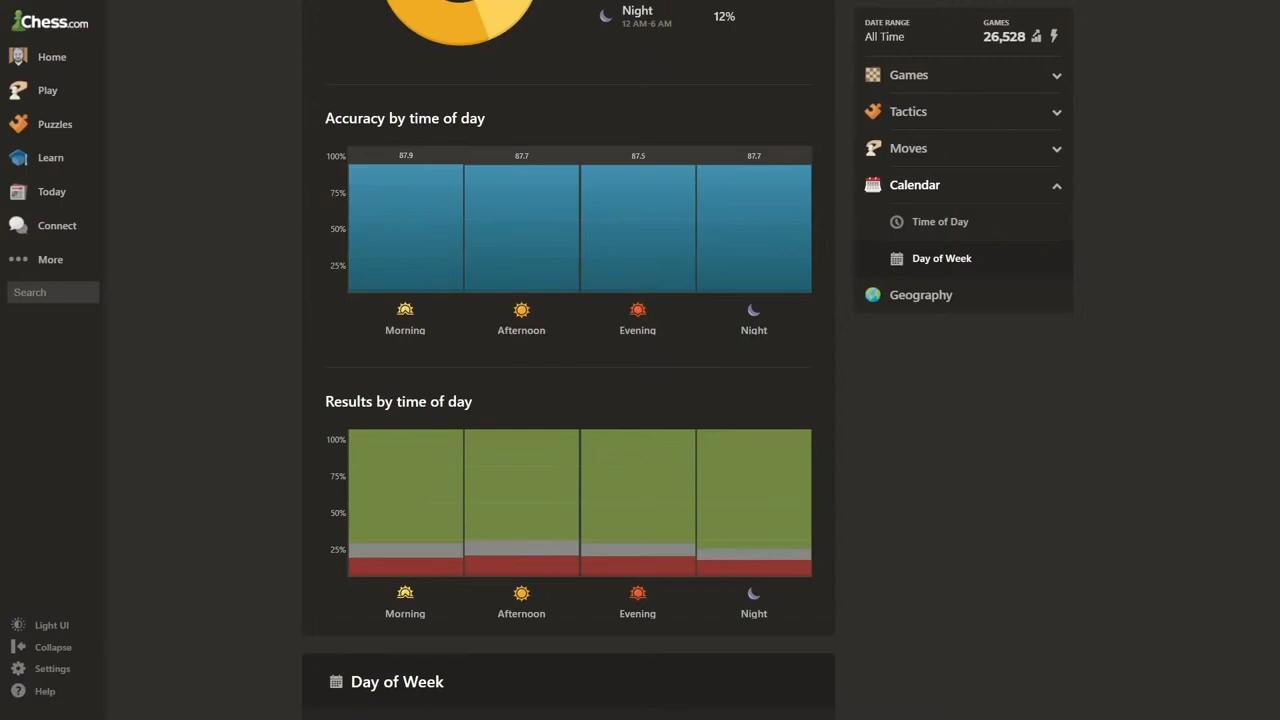 Chess.com
Home
Play
Puzzles
Learn
Today
Connect
More
Search
Light UI
Collapse
Settings
Help
Night
12 AM-6 AM
12%
Accuracy by time of day
100%
75%
50%
25%
87.9
87.7
87.5
87.7
Morning
Afternoon
Evening
Night
Results by time of day
100%
75%
50%
25%
Morning
Afternoon
Evening
Night
Day of Week
DATE RANGE
All Time
GAMES
26,528
Games
Tactics
Moves
Calendar
Time of Day
Day of Week
Geography